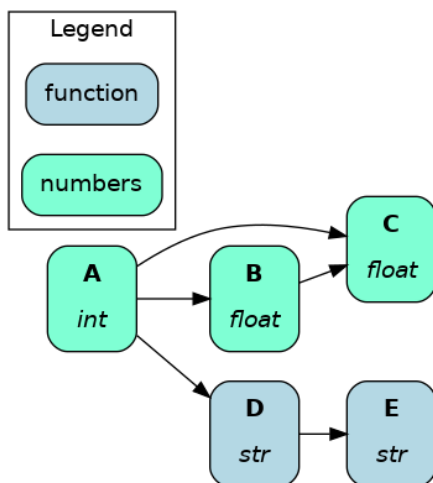 Legend
function
numbers
A
int
B
float
C
float
D
str
E
str